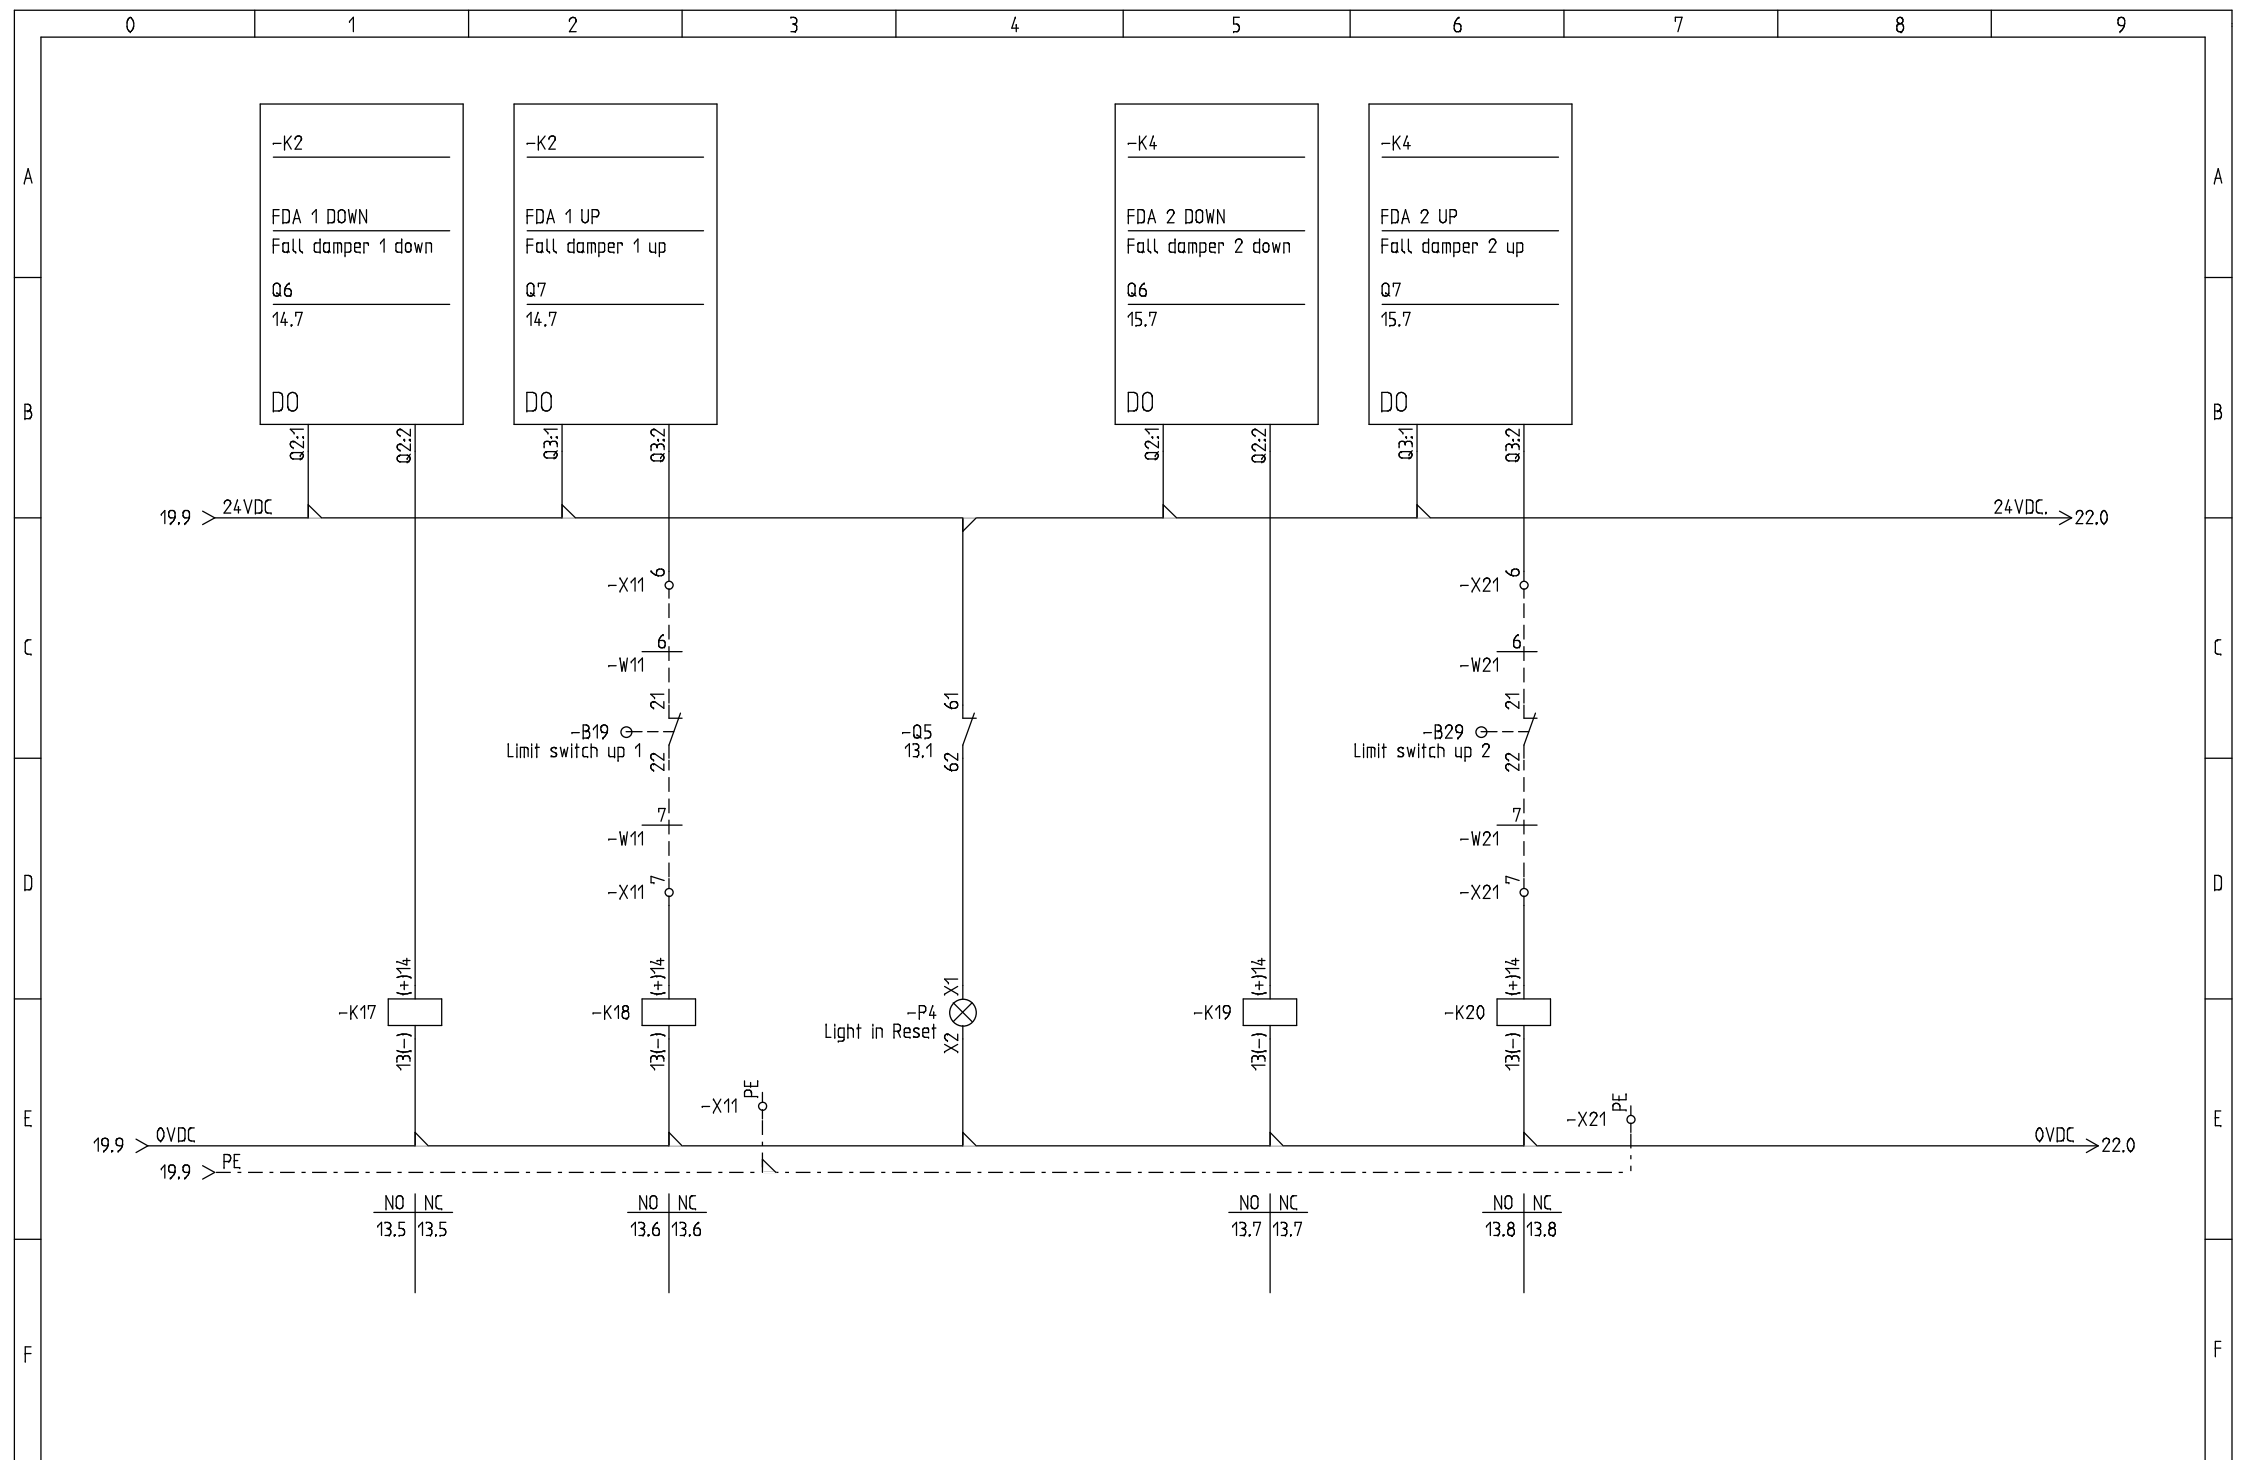 0 1 2 3 4 5 6 7 8 9
-K2 -K2 -K4 -K4
A A
FDA 1 DOWN FDA 1 UP FDA 2 DOWN FDA 2 UP
Fall damper 1 down Fall damper 1 up Fall damper 2 down Fall damper 2 up
Q6 Q7 Q6 Q7
14.7 14.7 15.7 15.7
DO DO DO DO
B B
Q2:1 Q2:2 Q3:1 Q3:2 Q2:1 Q2:2 Q3:1 Q3:2
19.9 24VDC 24VDC. 22.0
-X11 6 -X21 6
6 6
C C
-W11 -W21
21 61 21
-B19 -Q5 -B29
Limit switch up 1 13.1 Limit switch up 2
22 62 22
7 7
-W11 -W21
D D
-X11 7 -X21 7
(+)14 (+)14 X1 (+)14 (+)14
-K17 -K18 -P4 -K19 -K20
Light in Reset
13(-) 13(-) X2 13(-) 13(-)
PE PE
-X11 -X21
E E
19.9 0VDC 0VDC 22.0
19.9 PE
NO NC NO NC NO NC NO NC
13.5 13.5 13.6 13.6 13.7 13.7 13.8 13.8
F F